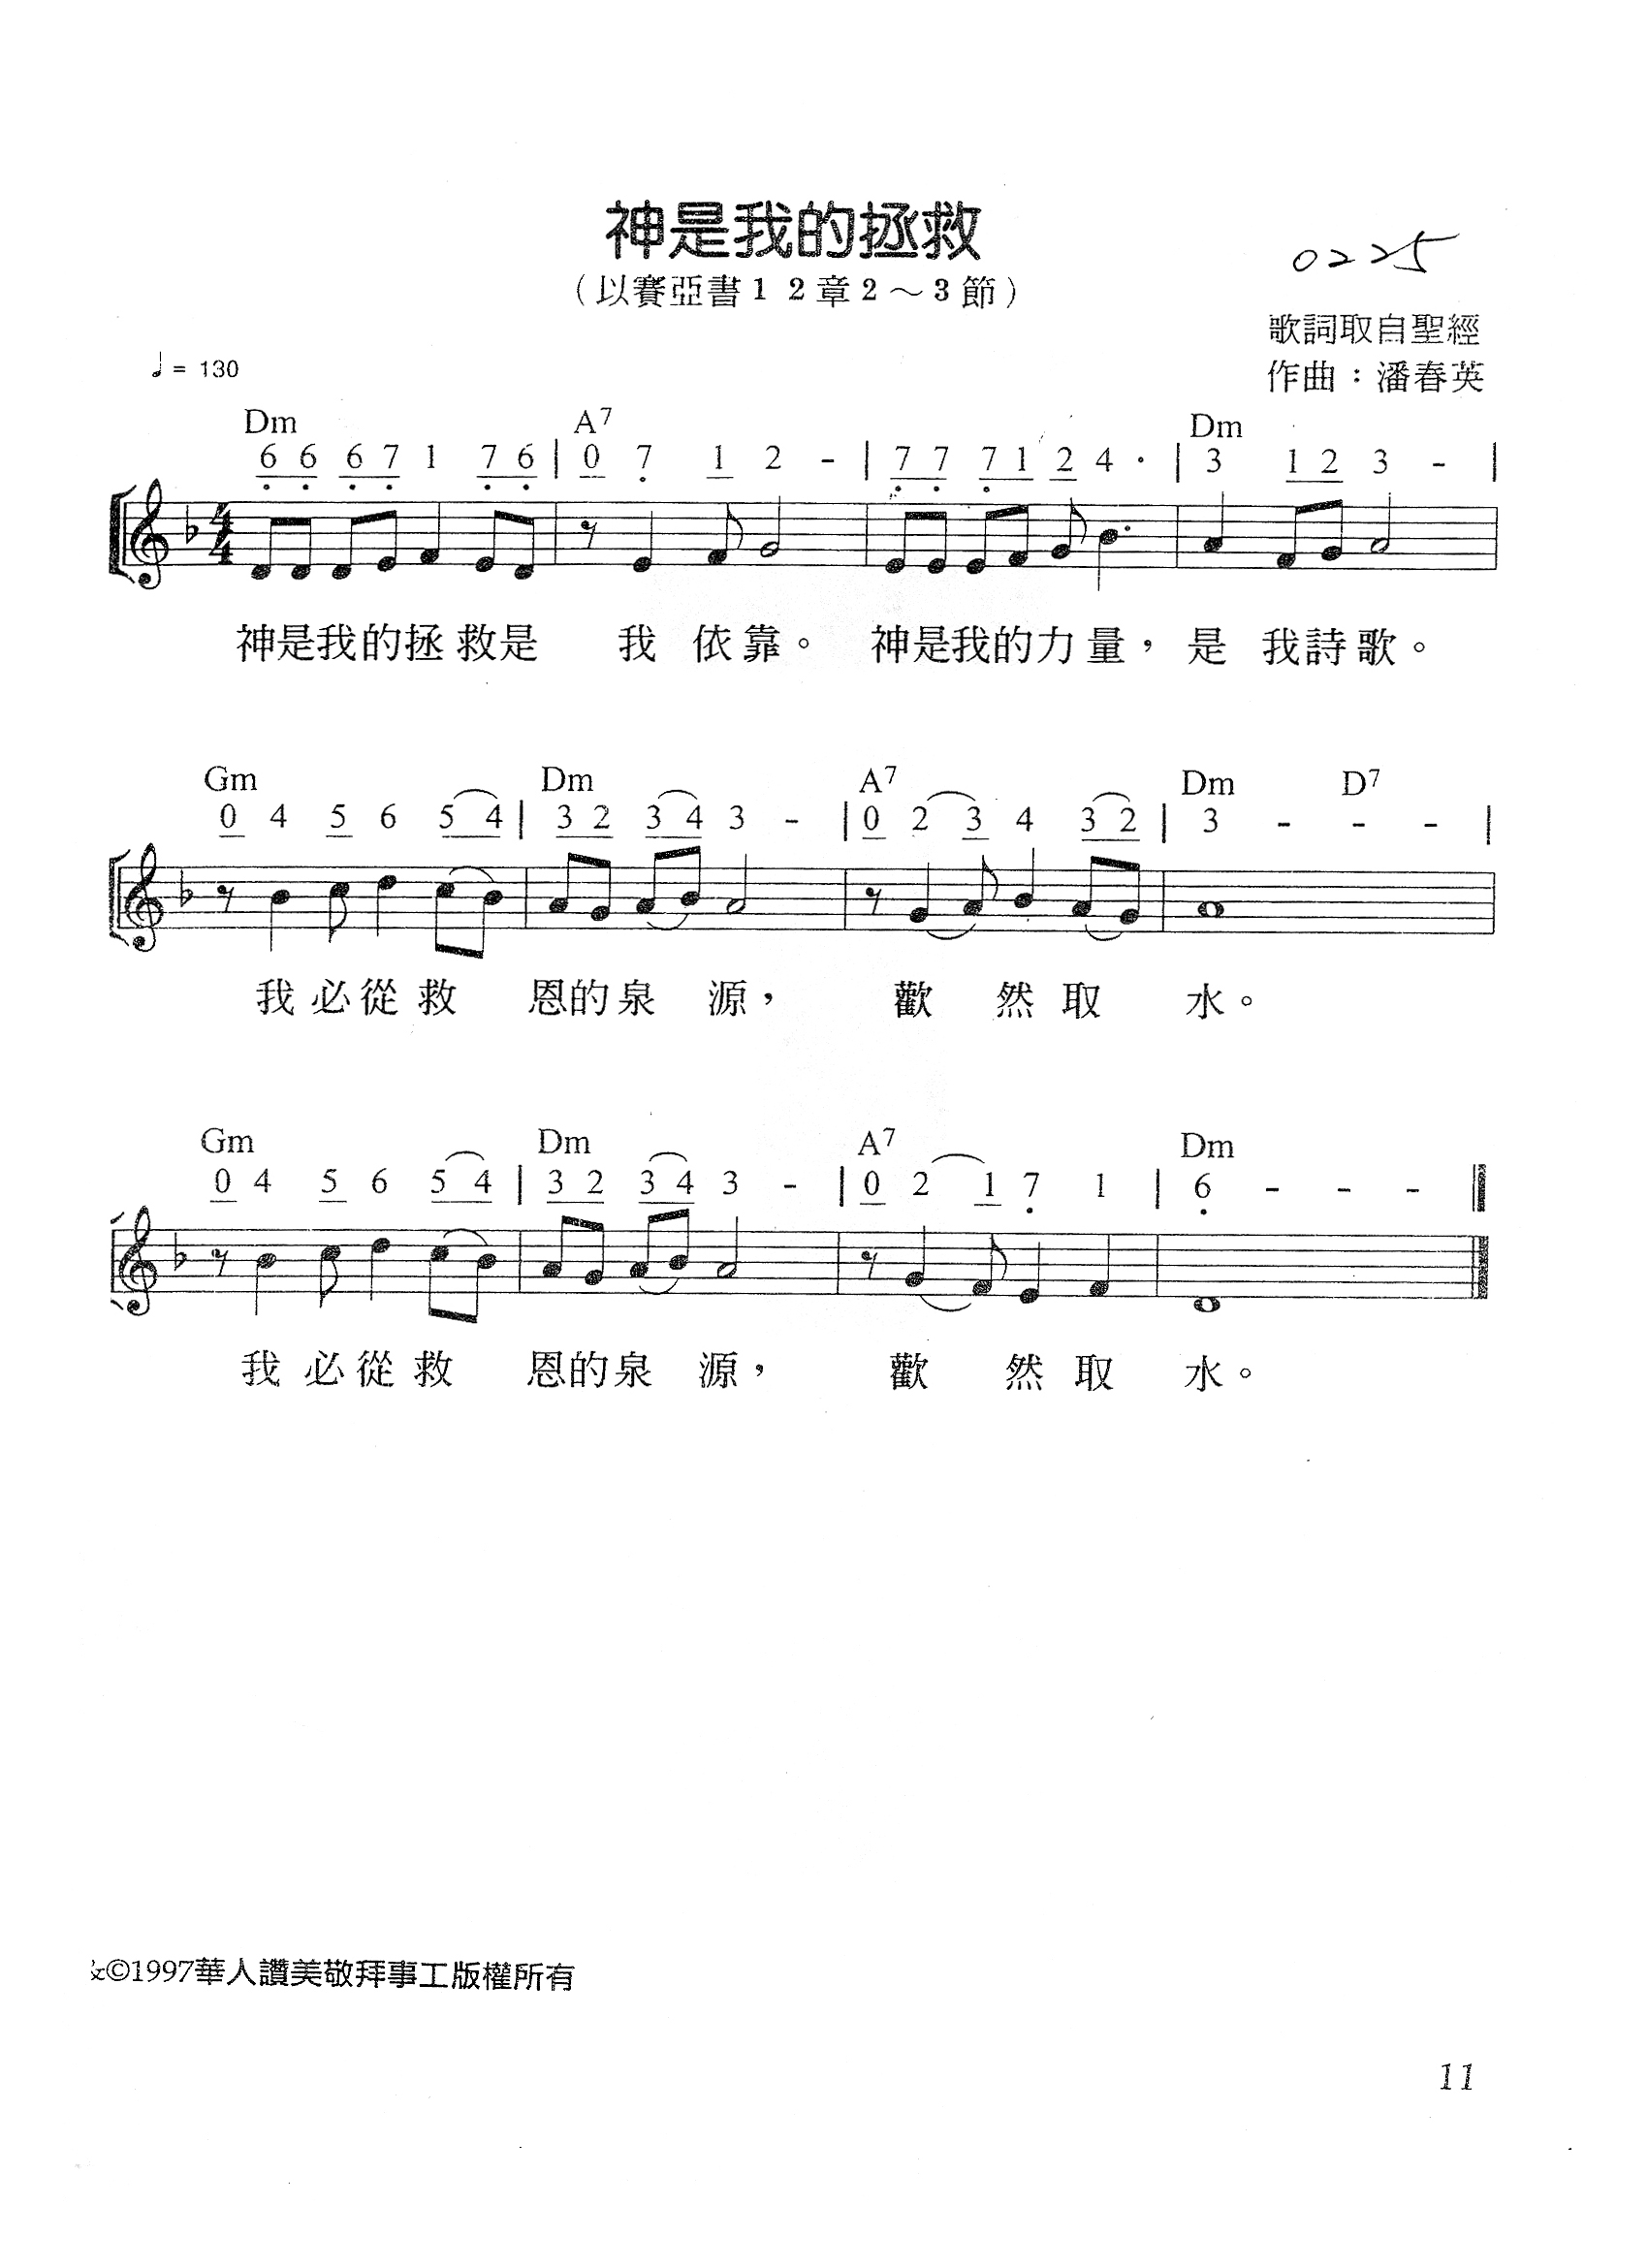 神是我的拯救
0225
(以賽亞書12章2～3節)
歌詞取自聖經
♩= 130
作曲：潘春英
Dm A7 Dm
6 6 6 7 1 7 6 | 0 7 1 2 - | 7 7 7 1 2 4 · | 3 1 2 3 - |
4
4
神是我的拯救是 我 依靠。 神是我的力量，是 我詩歌。
Gm Dm A7 Dm D7
0 4 5 6 5 4 | 3 2 3 4 3 - | 0 2 3 4 3 2 | 3 - - - |
我必從救 恩的泉 源， 歡 然取 水。
Gm Dm A7 Dm
0 4 5 6 5 4 | 3 2 3 4 3 - | 0 2 1 7 1 | 6 - - - ‖
我必從救 恩的泉 源， 歡 然取 水。
©1997華人讚美敬拜事工版權所有
11